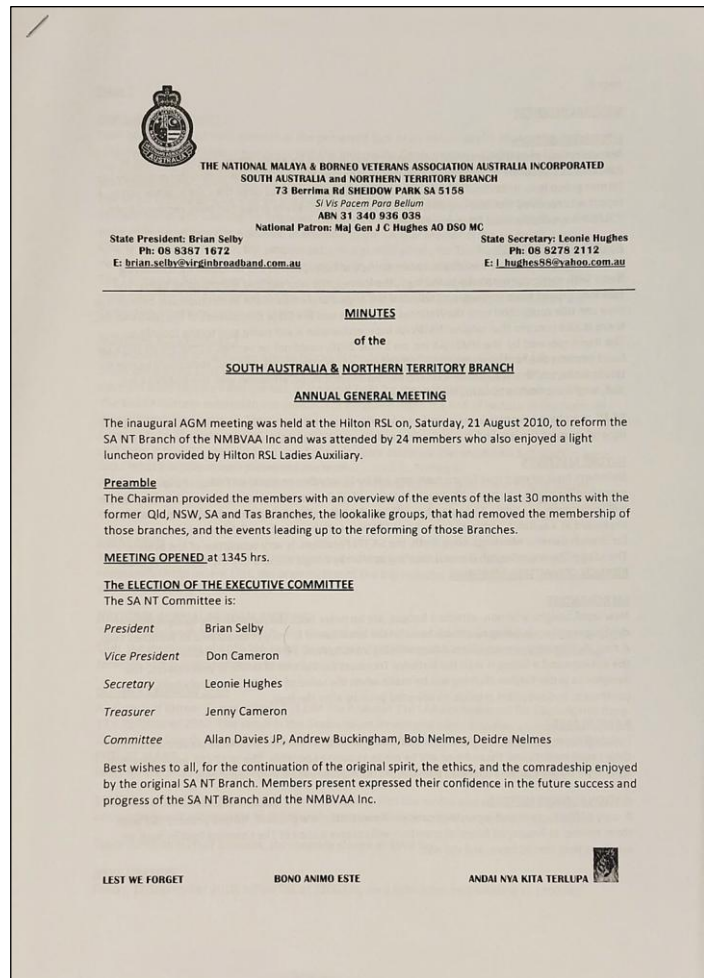 AUSTRALIA
THE NATIONAL MALAYA & BORNEO VETERANS ASSOCIATION AUSTRALIA INCORPORATED
SOUTH AUSTRALIA and NORTHERN TERRITORY BRANCH
73 Berrima Rd SHEIDOW PARK SA 5158
Si Vis Pacem Para Bellum
ABN 31 340 936 038
National Patron: Maj Gen J C Hughes AO DSO MC
State President: Brian Selby State Secretary: Leonie Hughes
Ph: 08 8387 1672 Ph: 08 8278 2112
E: brian.selby@virginbroadband.com.au E: l_hughes88@yahoo.com.au
MINUTES
of the
SOUTH AUSTRALIA & NORTHERN TERRITORY BRANCH
ANNUAL GENERAL MEETING
The inaugural AGM meeting was held at the Hilton RSL on, Saturday, 21 August 2010, to reform the
SA NT Branch of the NMBVAA Inc and was attended by 24 members who also enjoyed a light
luncheon provided by Hilton RSL Ladies Auxiliary.
Preamble
The Chairman provided the members with an overview of the events of the last 30 months with the
former Qld, NSW, SA and Tas Branches, the lookalike groups, that had removed the membership of
those branches, and the events leading up to the reforming of those Branches.
MEETING OPENED at 1345 hrs.
The ELECTION OF THE EXECUTIVE COMMITTEE
The SA NT Committee is:
President Brian Selby
Vice President Don Cameron
Secretary Leonie Hughes
Treasurer Jenny Cameron
Committee Allan Davies JP, Andrew Buckingham, Bob Nelmes, Deidre Nelmes
Best wishes to all, for the continuation of the original spirit, the ethics, and the comradeship enjoyed
by the original SA NT Branch. Members present expressed their confidence in the future success and
progress of the SA NT Branch and the NMBVAA Inc.
LEST WE FORGET BONO ANIMO ESTE ANDAI NYA KITA TERLUPA